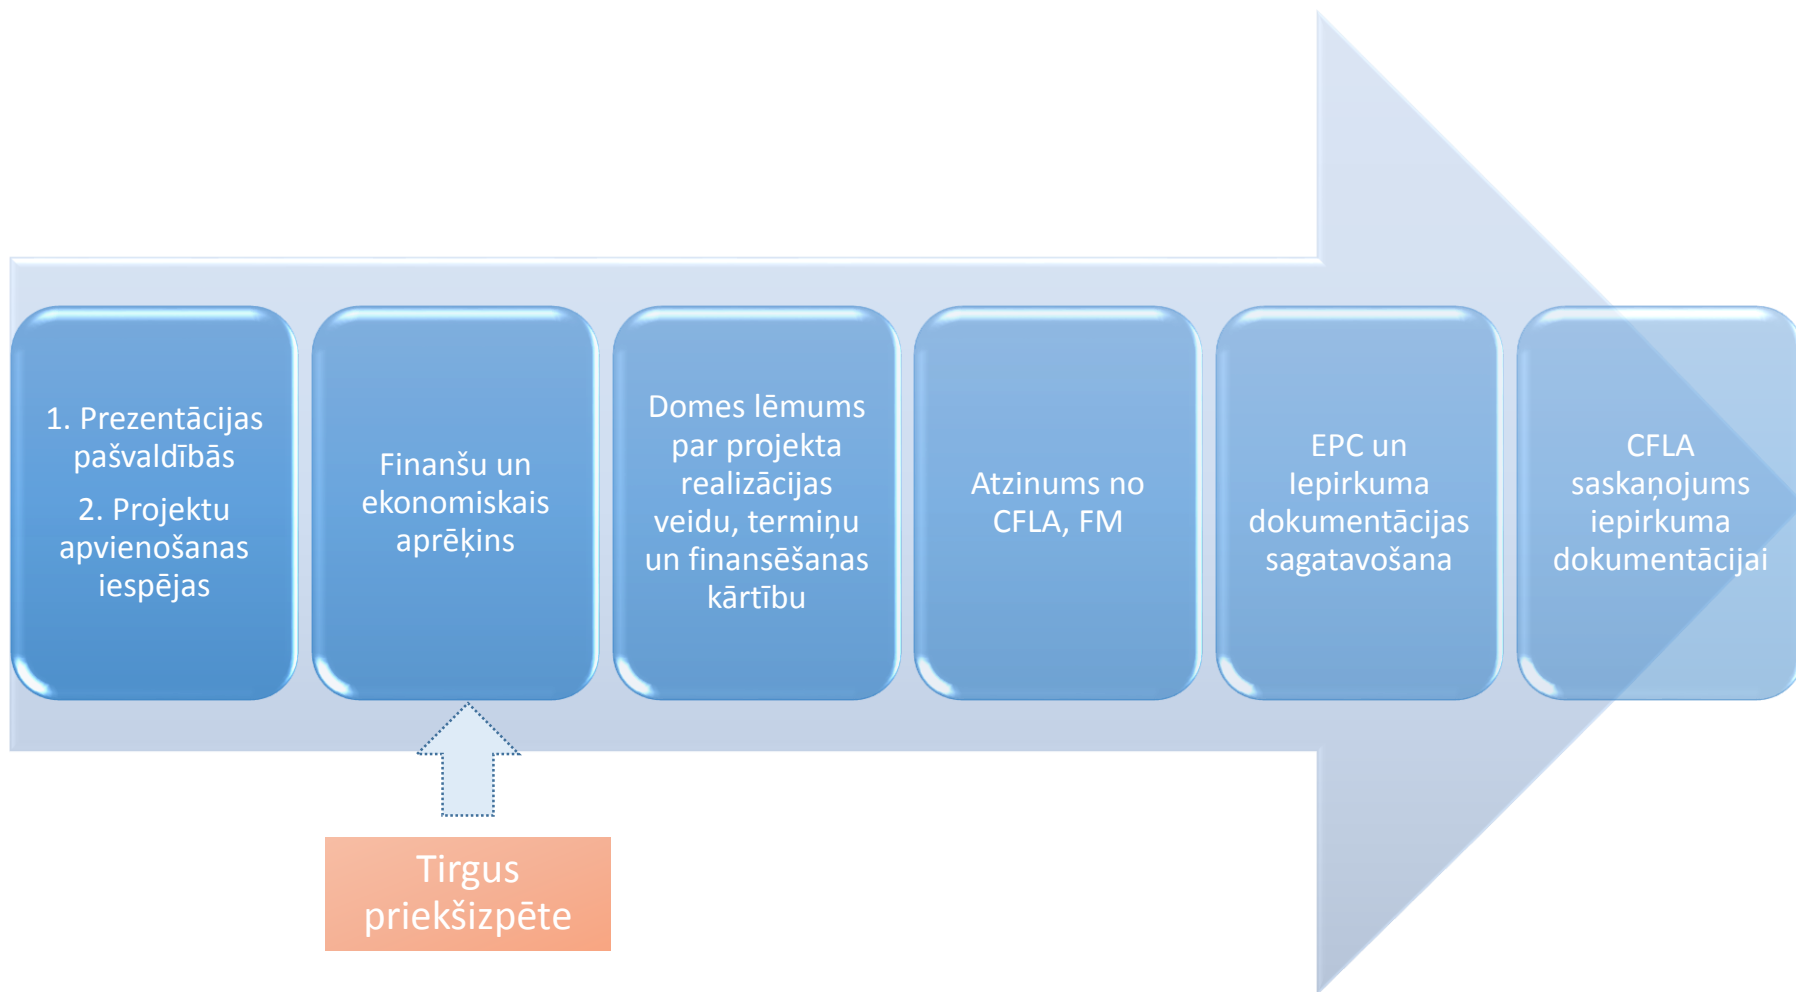 1. Prezentācijas
pašvaldībās
2. Projektu
apvienošanas
iespējas
Finanšu un
ekonomiskais
aprēķins
Domes lēmums
par projekta
realizācijas
veidu, termiņu
un finansēšanas
kārtību
Atzinums no
CFLA, FM
EPC un
Iepirkuma
dokumentācijas
sagatavošana
CFLA
saskaņojums
iepirkuma
dokumentācijai
Tirgus
priekšizpēte